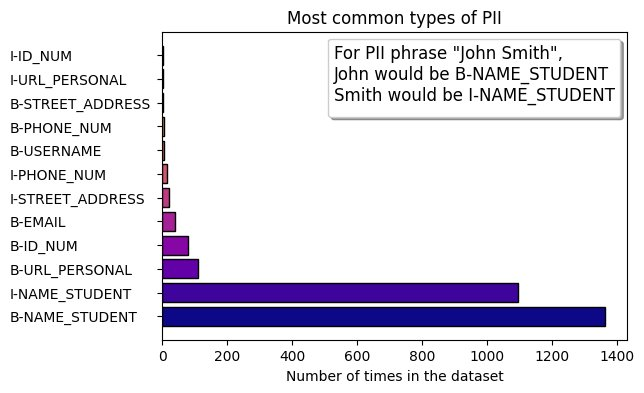 Most common types of PII
For PII phrase "John Smith",
John would be B-NAME_STUDENT
Smith would be I-NAME_STUDENT
I-ID_NUM
I-URL_PERSONAL
B-STREET_ADDRESS
B-PHONE_NUM
B-USERNAME
I-PHONE_NUM
I-STREET_ADDRESS
B-EMAIL
B-ID_NUM
B-URL_PERSONAL
I-NAME_STUDENT
B-NAME_STUDENT
0 200 400 600 800 1000 1200 1400
Number of times in the dataset